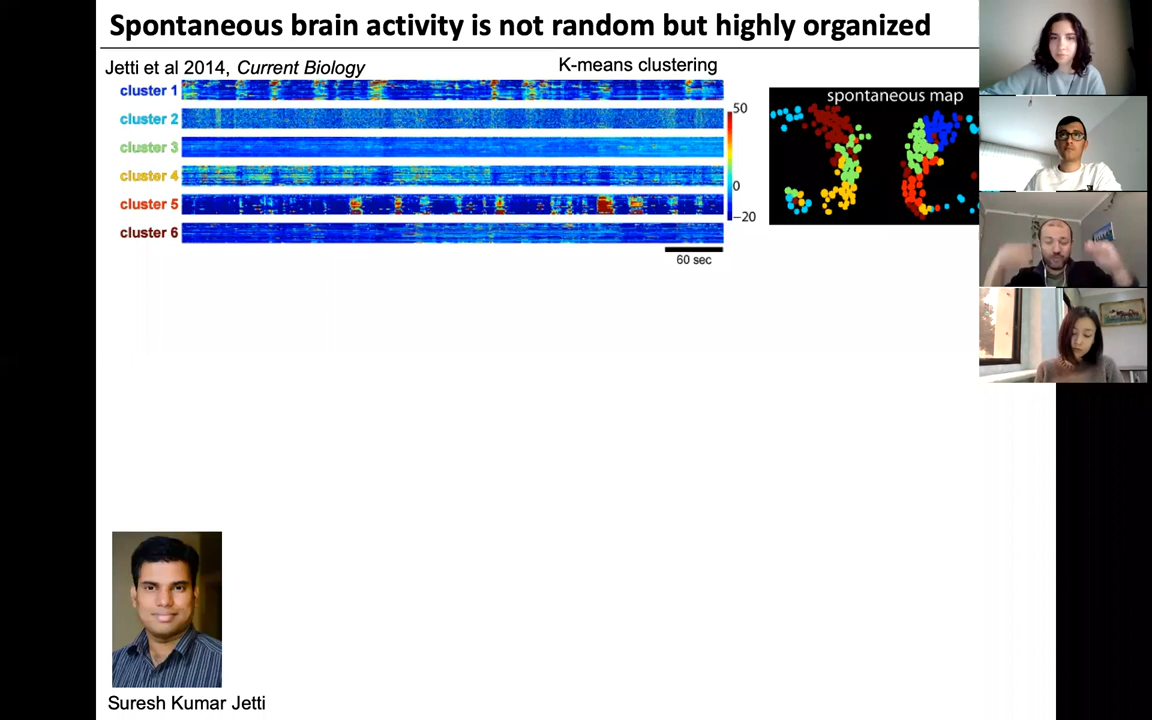 Spontaneous brain activity is not random but highly organized
Jetti et al 2014, Current Biology
K-means clustering
cluster 1
cluster 2
cluster 3
cluster 4
cluster 5
cluster 6
50
0
−20
60 sec
spontaneous map
Suresh Kumar Jetti